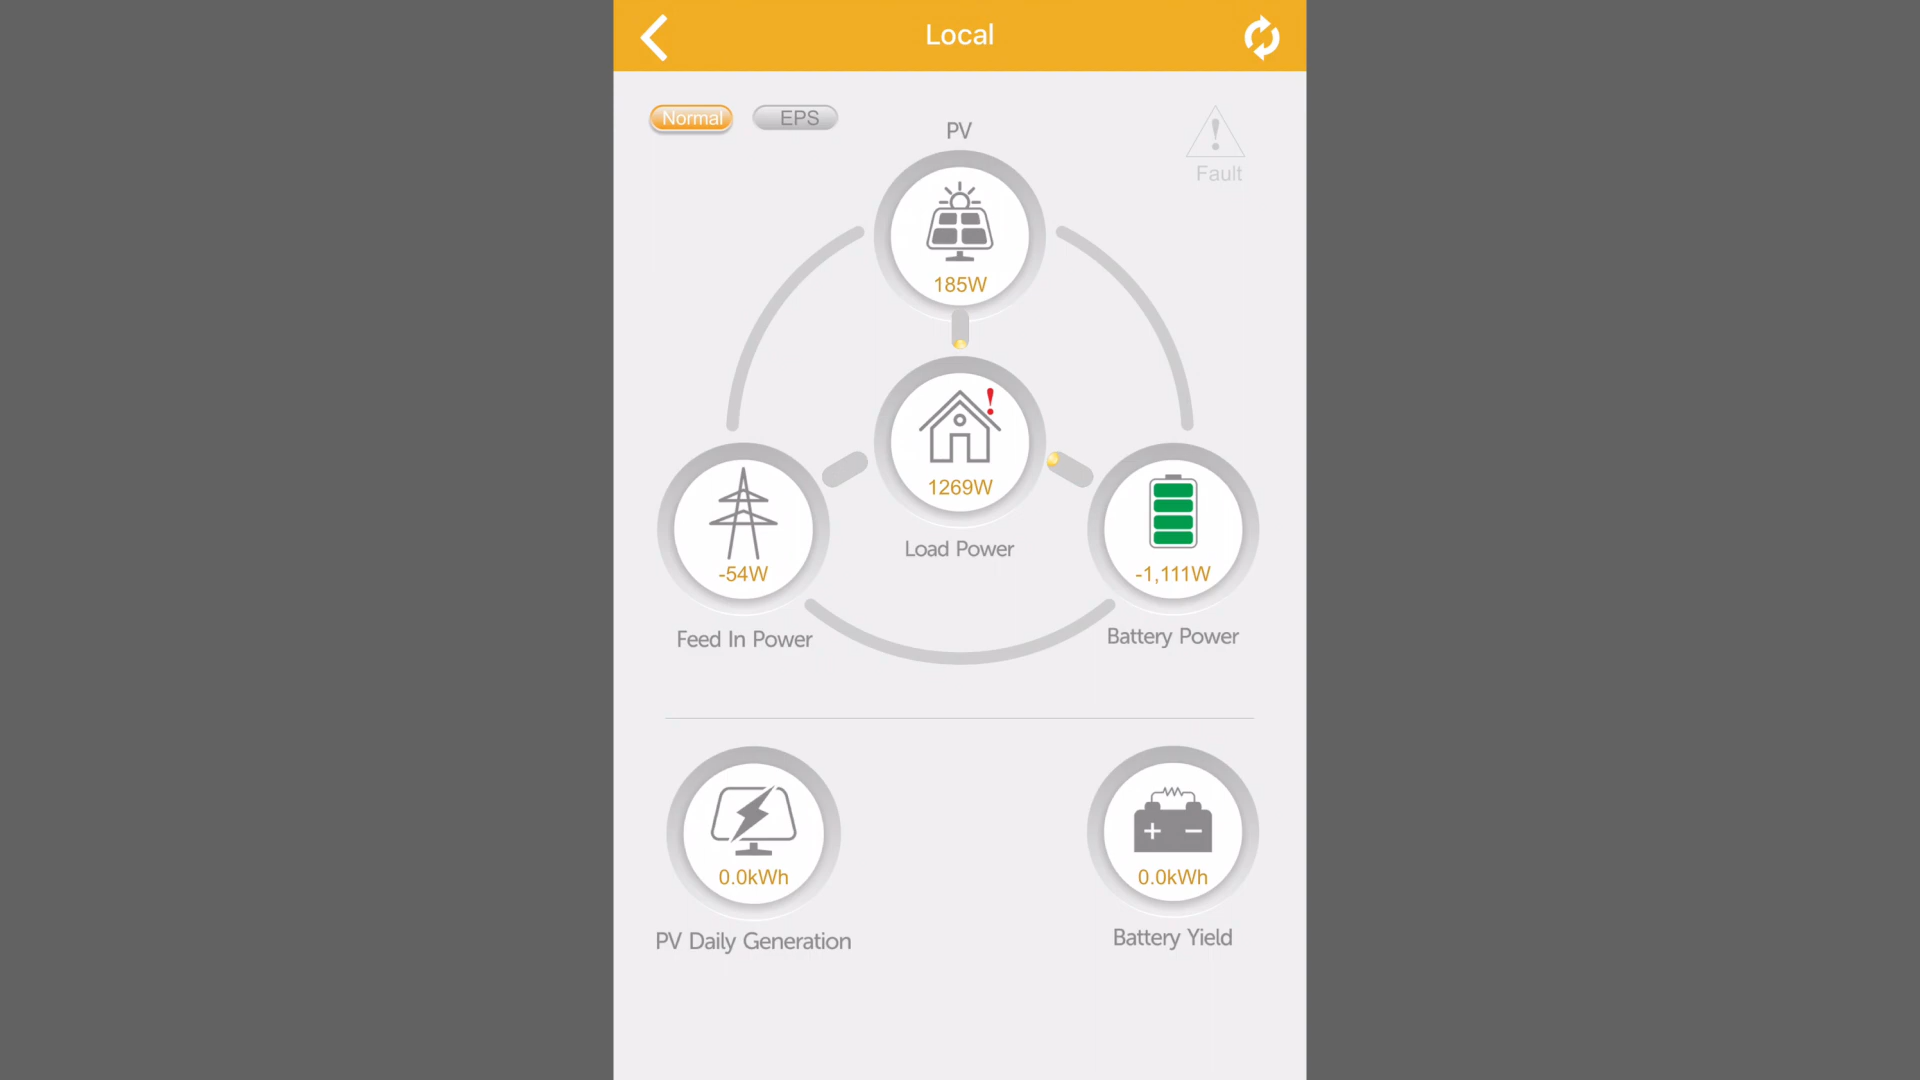 Local
Normal
EPS
PV
Fault
185W
1269W
Load Power
-54W
-1,111W
Feed In Power
Battery Power
0.0kWh
0.0kWh
PV Daily Generation
Battery Yield